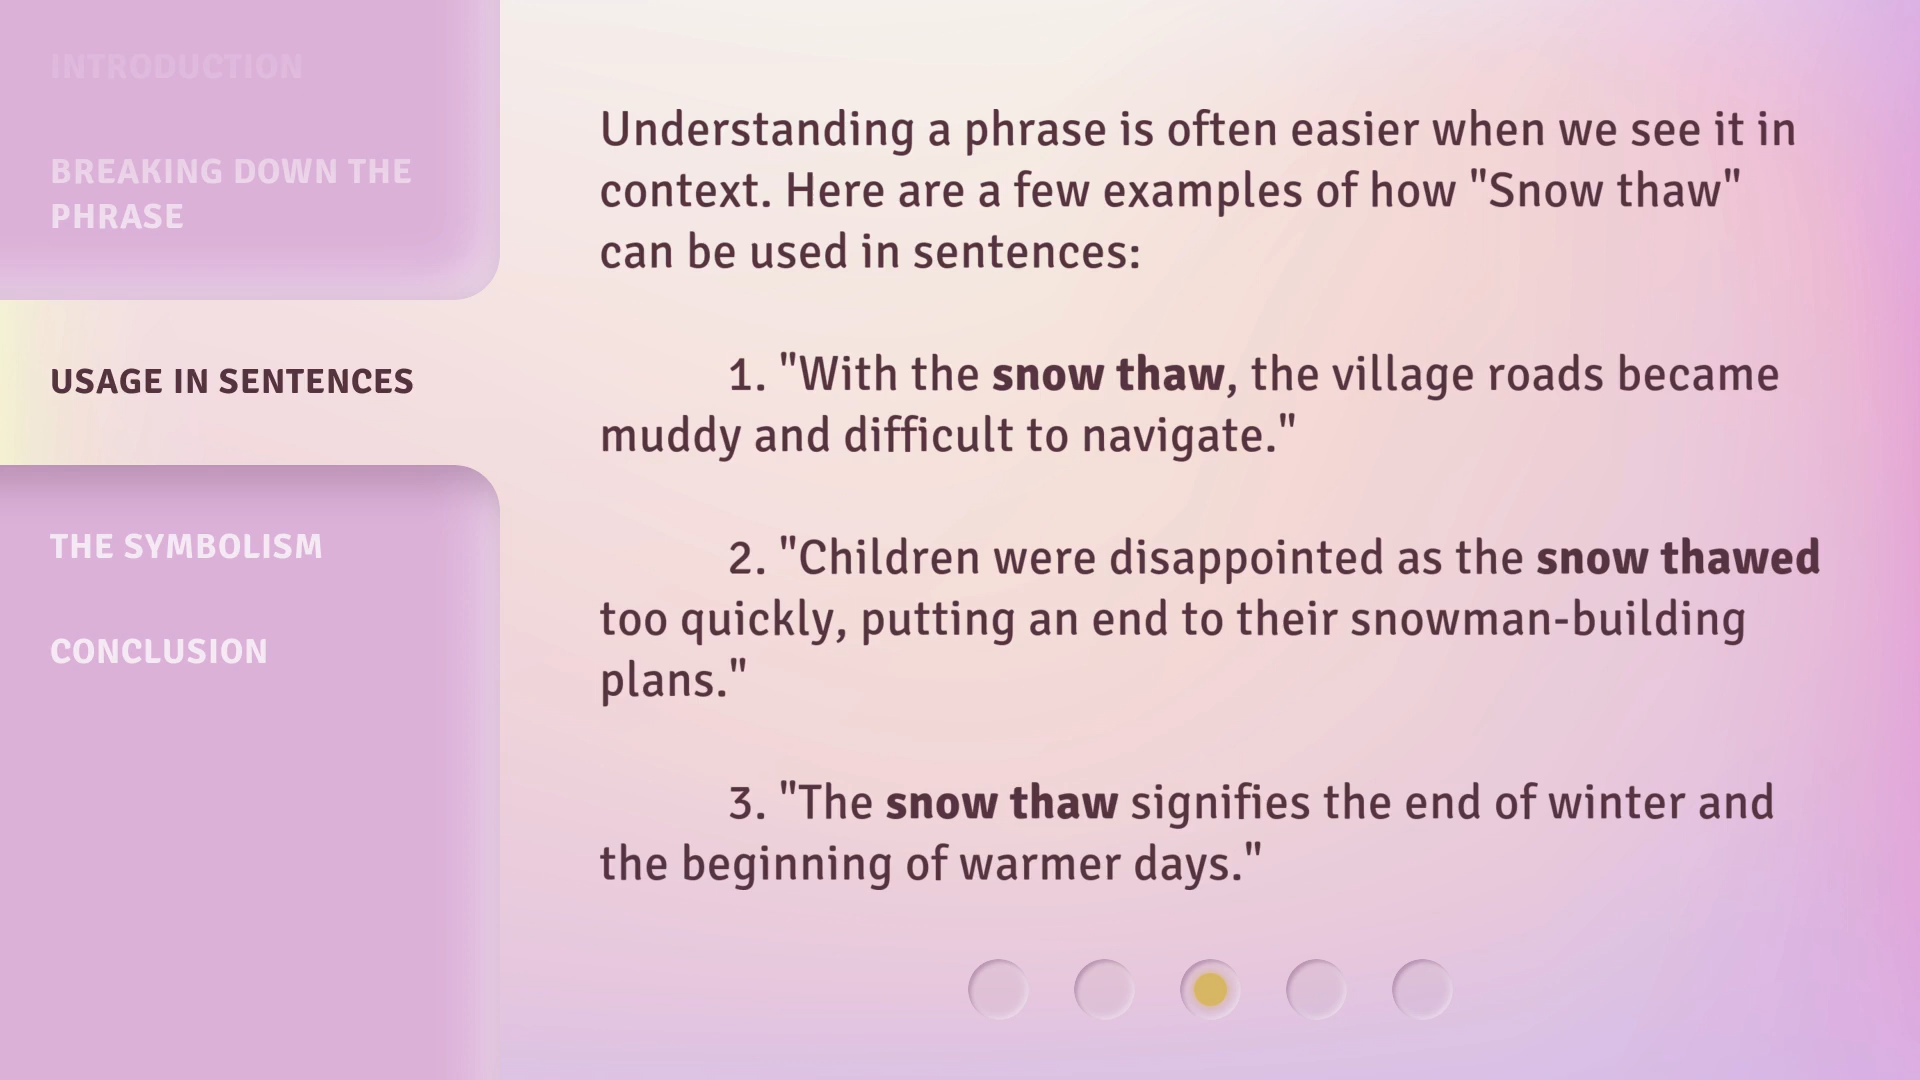 INTRODUCTION
BREAKING DOWN THE
PHRASE
USAGE IN SENTENCES
THE SYMBOLISM
CONCLUSION
Understanding a phrase is often easier when we see it in
context. Here are a few examples of how "Snow thaw"
can be used in sentences:
1. "With the snow thaw, the village roads became
muddy and difficult to navigate."
2. "Children were disappointed as the snow thawed
too quickly, putting an end to their snowman-building
plans."
3. "The snow thaw signifies the end of winter and
the beginning of warmer days."